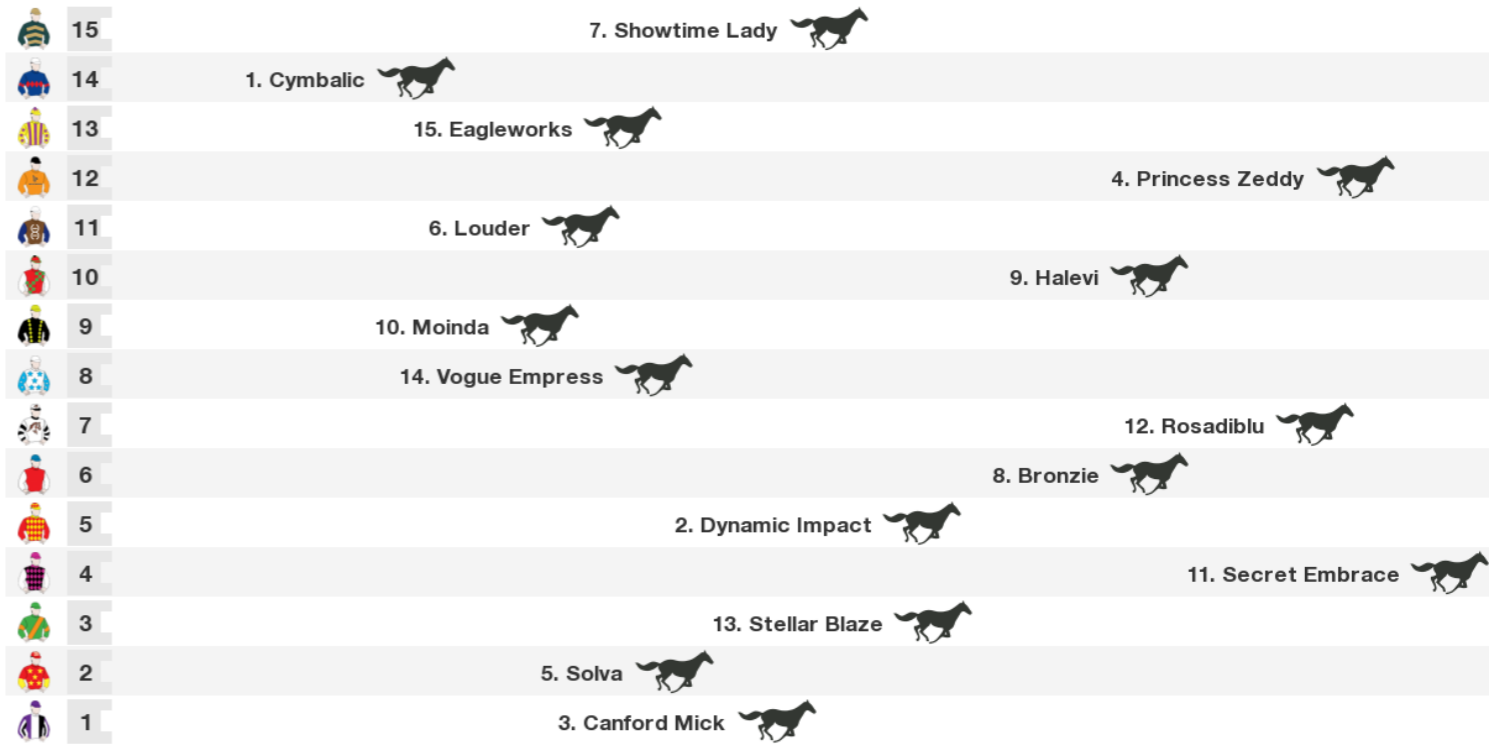 15 7. Showtime Lady
14 1. Cymbalic
13 15. Eagleworks
12 4. Princess Zeddy
11 6. Louder
10 9. Halevi
9 10. Moinda
8 14. Vogue Empress
7 12. Rosadiblu
6 8. Bronzie
5 2. Dynamic Impact
4 11. Secret Embrace
3 13. Stellar Blaze
2 5. Solva
1 3. Canford Mick